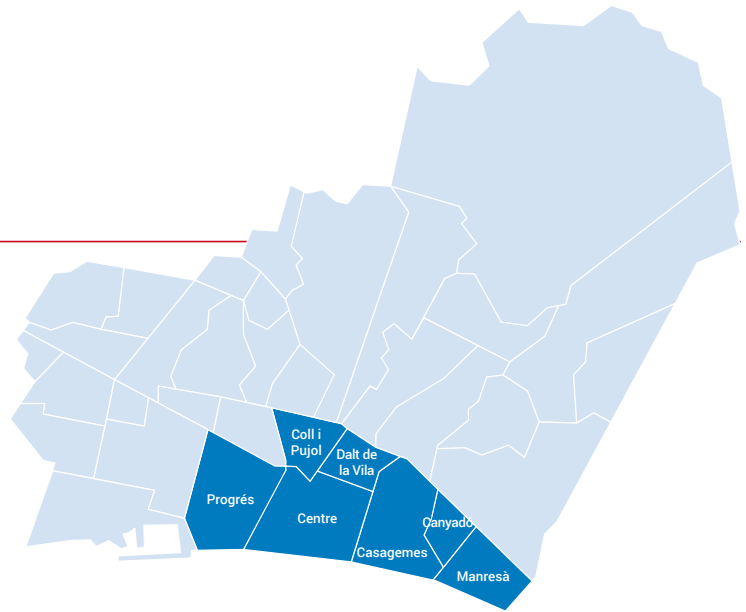 Coll i
Pujol
Dalt de
la Vila
Progrés
Centre
Canyadó
Casagemes
Manresà